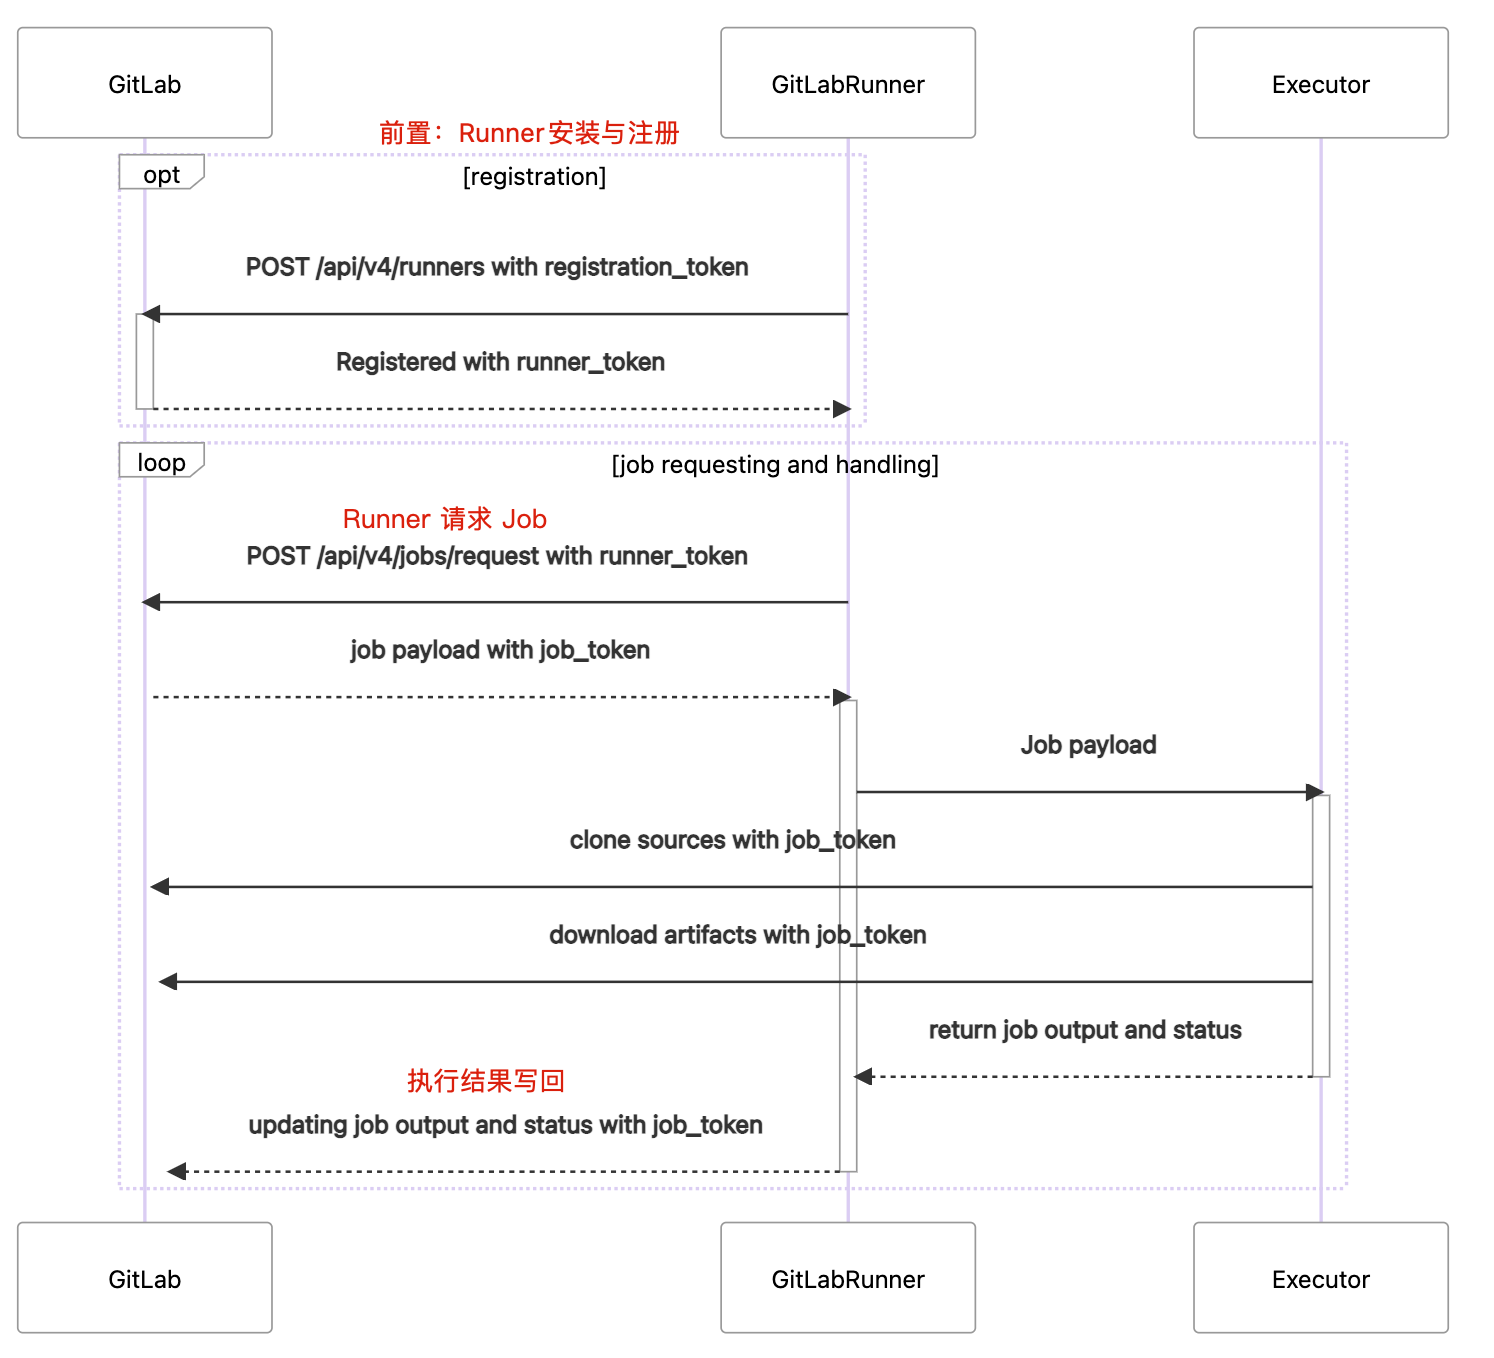 GitLab
GitLabRunner
Executor
前置：Runner安装与注册
opt
[registration]
POST /api/v4/runners with registration_token
Registered with runner_token
loop
[job requesting and handling]
Runner 请求 Job
POST /api/v4/jobs/request with runner_token
job payload with job_token
Job payload
clone sources with job_token
download artifacts with job_token
return job output and status
执行结果写回
updating job output and status with job_token
GitLab
GitLabRunner
Executor